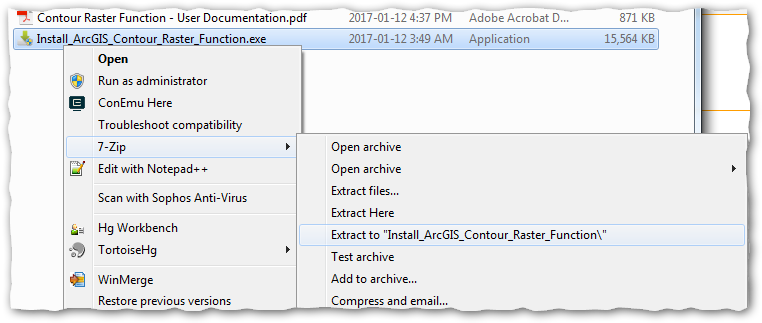 Contour Raster Function - User Documentation.pdf 2017-01-12 4:37 PM Adobe Acrobat D... 871 KB
Install_ArcGIS_Contour_Raster_Function.exe 2017-01-12 3:49 AM Application 15,564 KB
Open
Run as administrator
ConEmu Here
Troubleshoot compatibility
7-Zip
Edit with Notepad++
Scan with Sophos Anti-Virus
Hg Workbench
TortoiseHg
WinMerge
Restore previous versions
Open archive
Open archive
Extract files...
Extract Here
Extract to "Install_ArcGIS_Contour_Raster_Function\"
Test archive
Add to archive...
Compress and email...